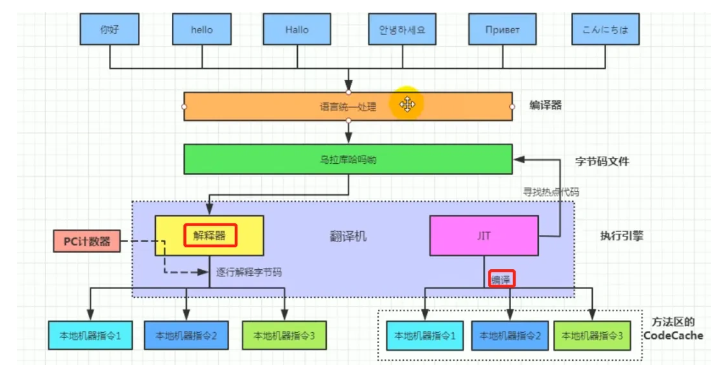 你好
hello
Hallo
안녕하세요
Привет
こんにちは
语言统一处理
编译器
乌拉库哈吗哟
字节码文件
寻找热点代码
解释器
翻译机
JIT
执行引擎
PC计数器
逐行解释字节码
编译
本地机器指令1
本地机器指令2
本地机器指令3
本地机器指令1
本地机器指令2
本地机器指令3
方法区的
CodeCache